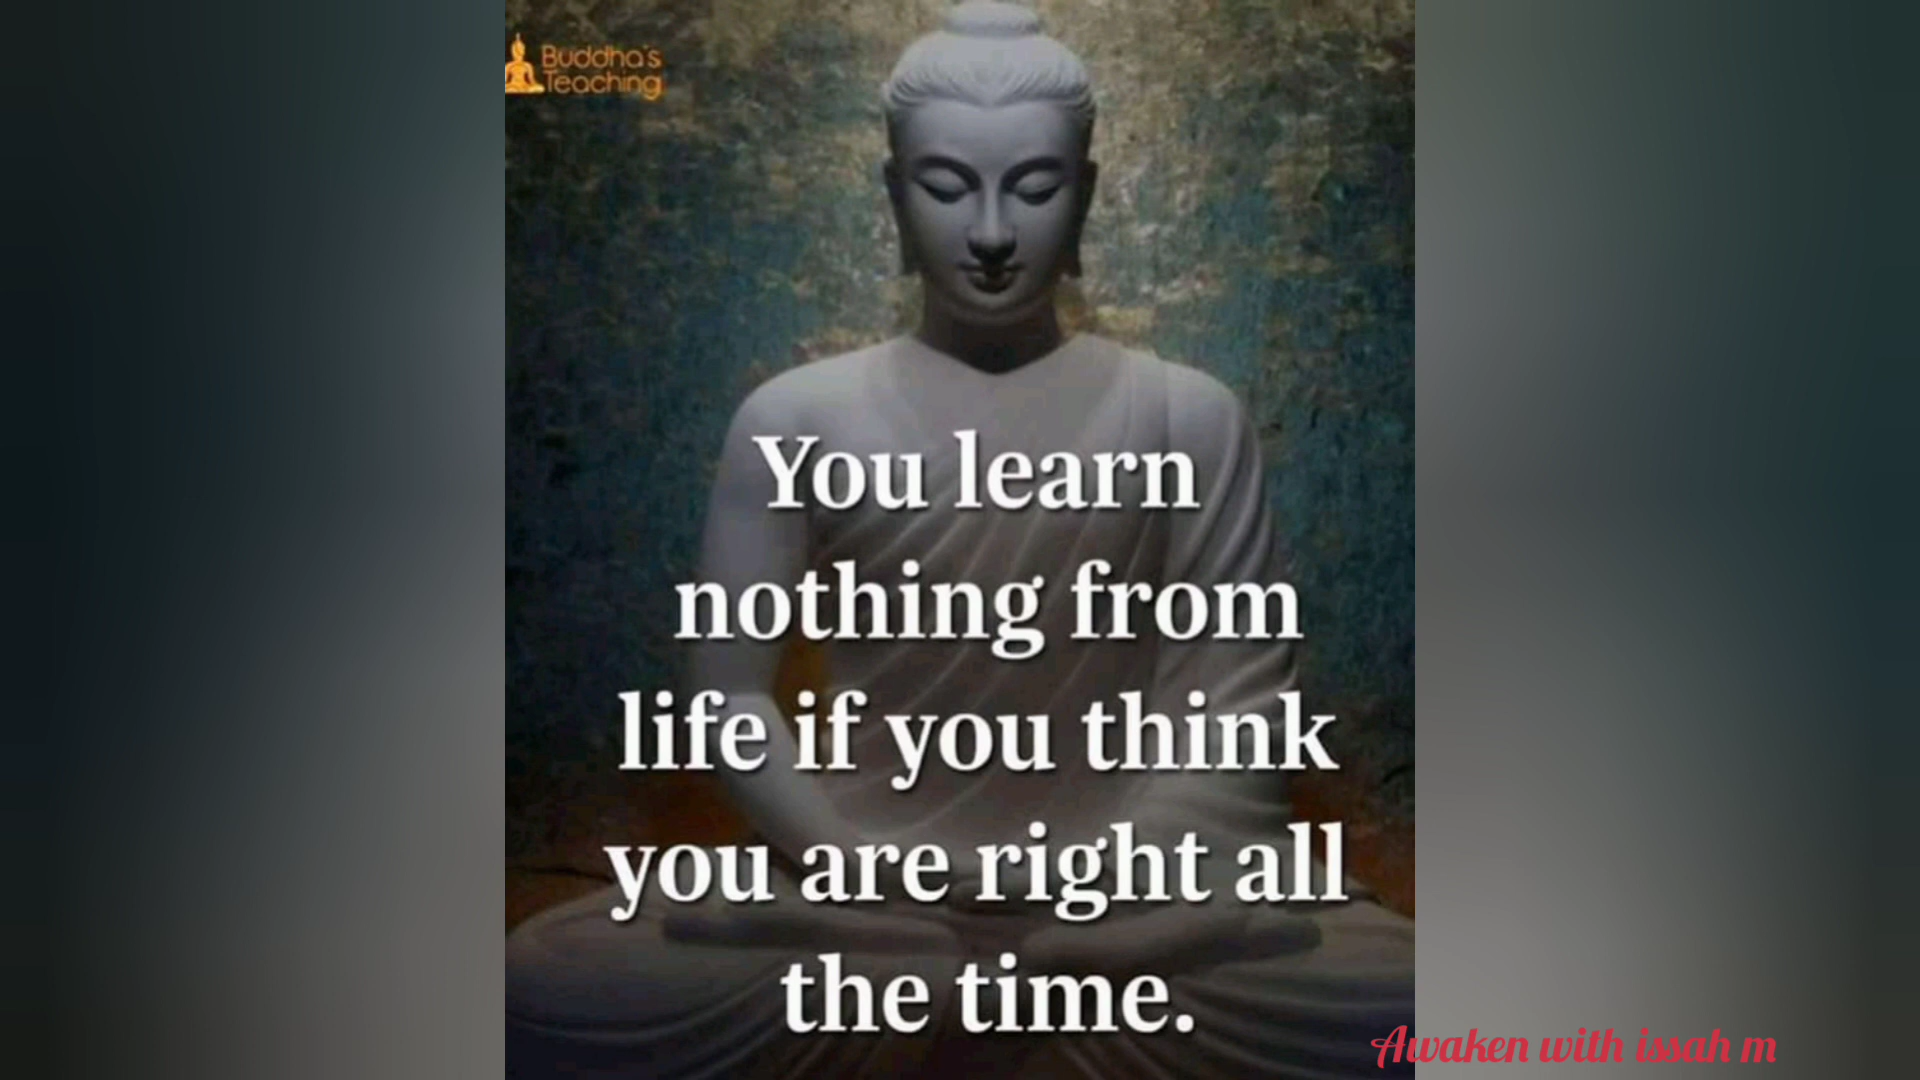 Buddha's
Teaching
You learn
nothing from
life if you think
you are right all
the time.
Awaken with issah m